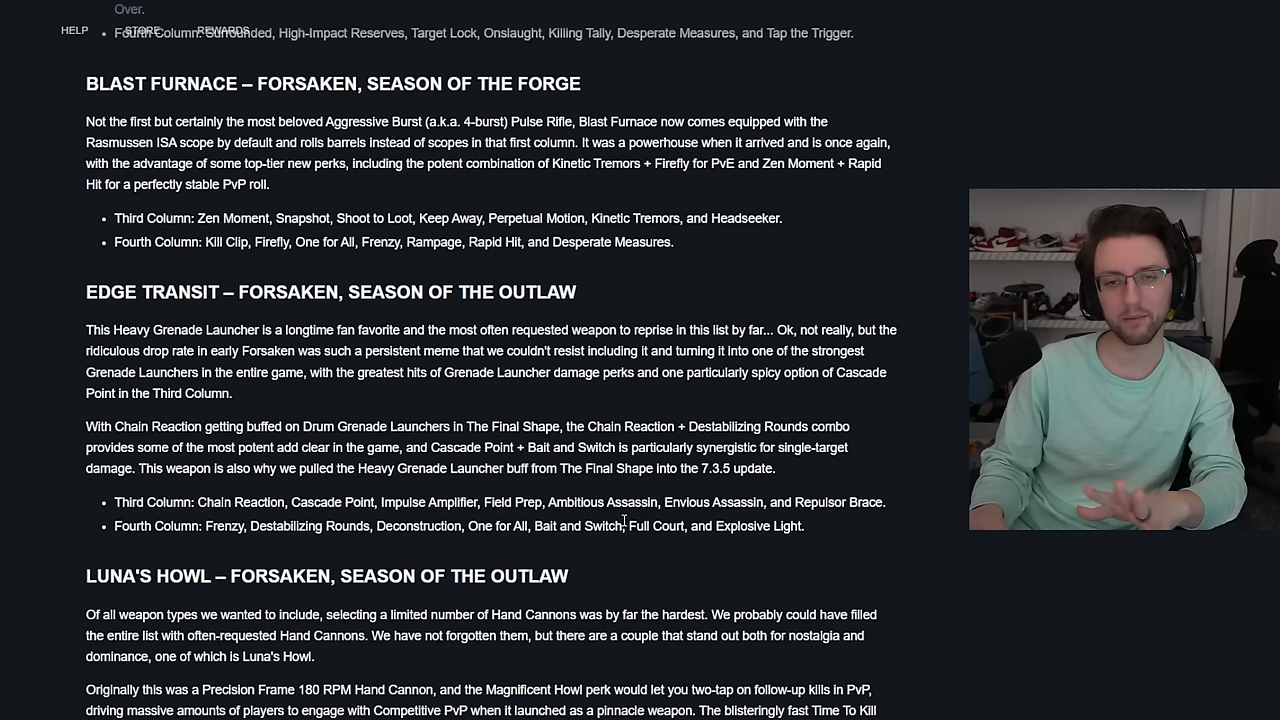 Over.
HELP STORE REWARDS
• Fourth Column: Surrounded, High-Impact Reserves, Target Lock, Onslaught, Killing Tally, Desperate Measures, and Tap the Trigger.
BLAST FURNACE – FORSAKEN, SEASON OF THE FORGE
Not the first but certainly the most beloved Aggressive Burst (a.k.a. 4-burst) Pulse Rifle, Blast Furnace now comes equipped with the
Rasmussen ISA scope by default and rolls barrels instead of scopes in that first column. It was a powerhouse when it arrived and is once again,
with the advantage of some top-tier new perks, including the potent combination of Kinetic Tremors + Firefly for PvE and Zen Moment + Rapid
Hit for a perfectly stable PvP roll.
• Third Column: Zen Moment, Snapshot, Shoot to Loot, Keep Away, Perpetual Motion, Kinetic Tremors, and Headseeker.
• Fourth Column: Kill Clip, Firefly, One for All, Frenzy, Rampage, Rapid Hit, and Desperate Measures.
EDGE TRANSIT – FORSAKEN, SEASON OF THE OUTLAW
This Heavy Grenade Launcher is a longtime fan favorite and the most often requested weapon to reprise in this list by far... Ok, not really, but the
ridiculous drop rate in early Forsaken was such a persistent meme that we couldn't resist including it and turning it into one of the strongest
Grenade Launchers in the entire game, with the greatest hits of Grenade Launcher damage perks and one particularly spicy option of Cascade
Point in the Third Column.
With Chain Reaction getting buffed on Drum Grenade Launchers in The Final Shape, the Chain Reaction + Destabilizing Rounds combo
provides some of the most potent add clear in the game, and Cascade Point + Bait and Switch is particularly synergistic for single-target
damage. This weapon is also why we pulled the Heavy Grenade Launcher buff from The Final Shape into the 7.3.5 update.
• Third Column: Chain Reaction, Cascade Point, Impulse Amplifier, Field Prep, Ambitious Assassin, Envious Assassin, and Repulsor Brace.
• Fourth Column: Frenzy, Destabilizing Rounds, Deconstruction, One for All, Bait and Switch, Full Court, and Explosive Light.
LUNA'S HOWL – FORSAKEN, SEASON OF THE OUTLAW
Of all weapon types we wanted to include, selecting a limited number of Hand Cannons was by far the hardest. We probably could have filled
the entire list with often-requested Hand Cannons. We have not forgotten them, but there are a couple that stand out both for nostalgia and
dominance, one of which is Luna's Howl.
Originally this was a Precision Frame 180 RPM Hand Cannon, and the Magnificent Howl perk would let you two-tap on follow-up kills in PvP,
driving massive amounts of players to engage with Competitive PvP when it launched as a pinnacle weapon. The blisteringly fast Time To Kill